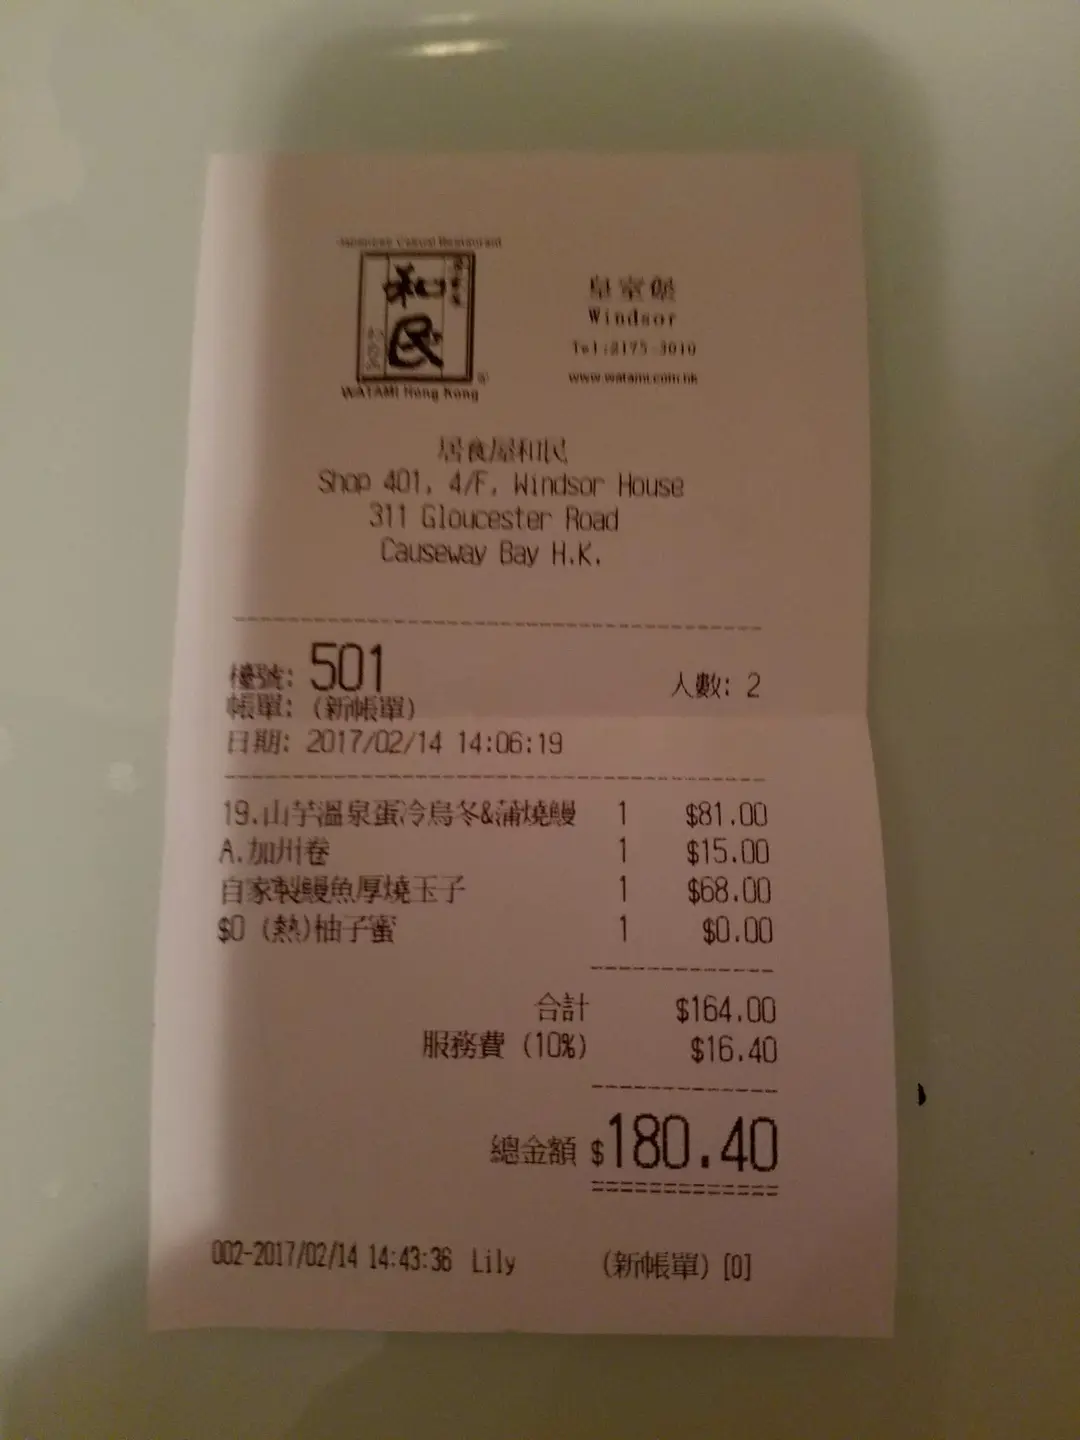 Japanese Casual Restaurant
和民
WATAMI Hong Kong
皇室堡
Windsor
Tel:2175-3010
www.watami.com.hk
居食屋和民
Shop 401, 4/F, Windsor House
311 Gloucester Road
Causeway Bay H.K.
檯號: 501 人數: 2
帳單: (新帳單)
日期: 2017/02/14 14:06:19
19.山芋溫泉蛋冷烏冬&蒲燒鰻 1 $81.00
A.加州卷 1 $15.00
自家製鰻魚厚燒玉子 1 $68.00
$0 (熱)柚子蜜 1 $0.00
合計 $164.00
服務費 (10%) $16.40
總金額 $180.40
002-2017/02/14 14:43:36 Lily (新帳單) [0]